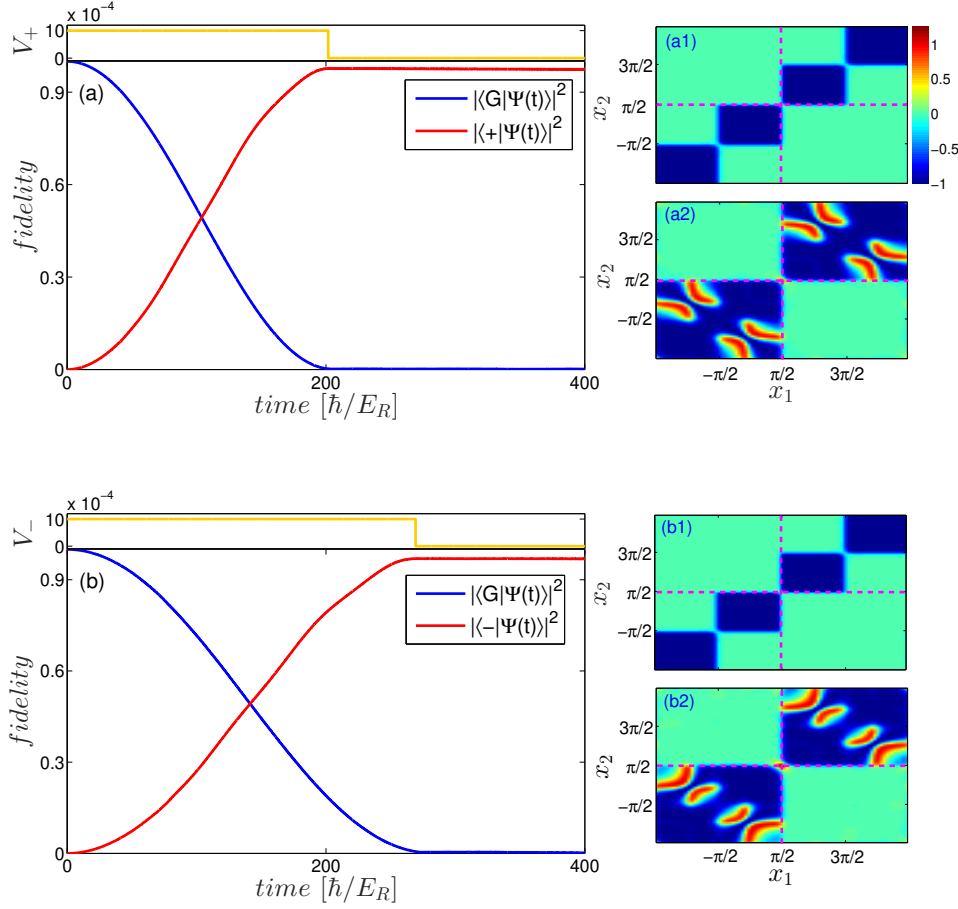 x 10⁻⁴
V₊
10
0
(a)
|⟨G|Ψ(t)⟩|²
|⟨+|Ψ(t)⟩|²
fidelity
0.9
0.6
0.3
0
0 200 400
time [ħ/E_R]
(a1)
x₂
3π/2
π/2
−π/2
1
0.5
0
−0.5
−1
(a2)
x₂
3π/2
π/2
−π/2
−π/2 π/2 3π/2
x₁
x 10⁻⁴
V₋
10
0
(b)
|⟨G|Ψ(t)⟩|²
|⟨−|Ψ(t)⟩|²
fidelity
0.9
0.6
0.3
0
0 200 400
time [ħ/E_R]
(b1)
x₂
3π/2
π/2
−π/2
(b2)
x₂
3π/2
π/2
−π/2
−π/2 π/2 3π/2
x₁